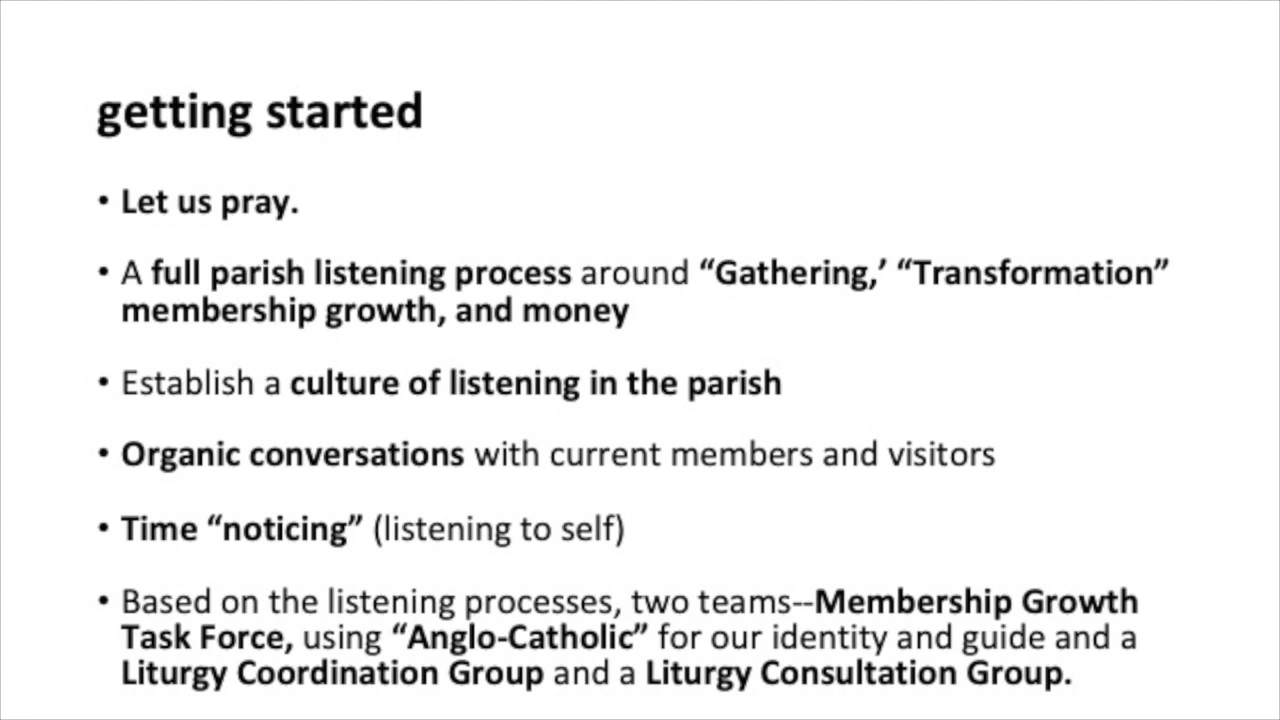 getting started
• Let us pray.
• A full parish listening process around “Gathering,’ “Transformation”
membership growth, and money
• Establish a culture of listening in the parish
• Organic conversations with current members and visitors
• Time “noticing” (listening to self)
• Based on the listening processes, two teams--Membership Growth
Task Force, using “Anglo-Catholic” for our identity and guide and a
Liturgy Coordination Group and a Liturgy Consultation Group.